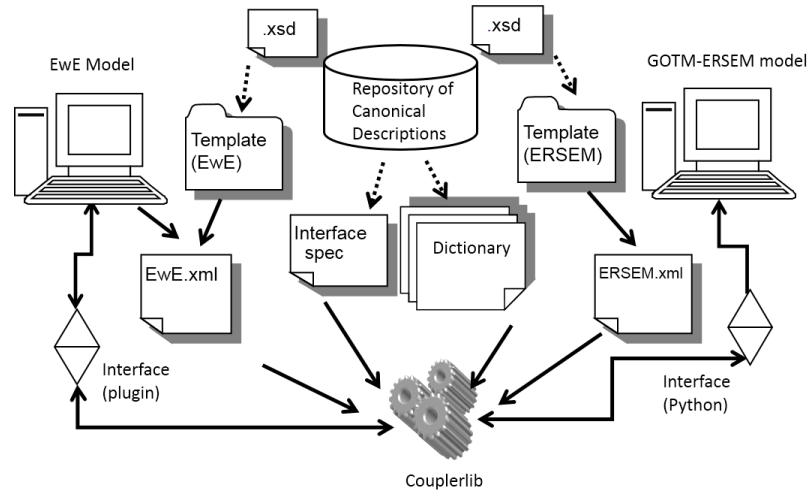 .xsd
.xsd
EwE Model
GOTM-ERSEM model
Repository of
Canonical
Descriptions
Template
(EwE)
Template
(ERSEM)
Interface
spec
Dictionary
EwE.xml
ERSEM.xml
Interface
(plugin)
Interface
(Python)
Couplerlib